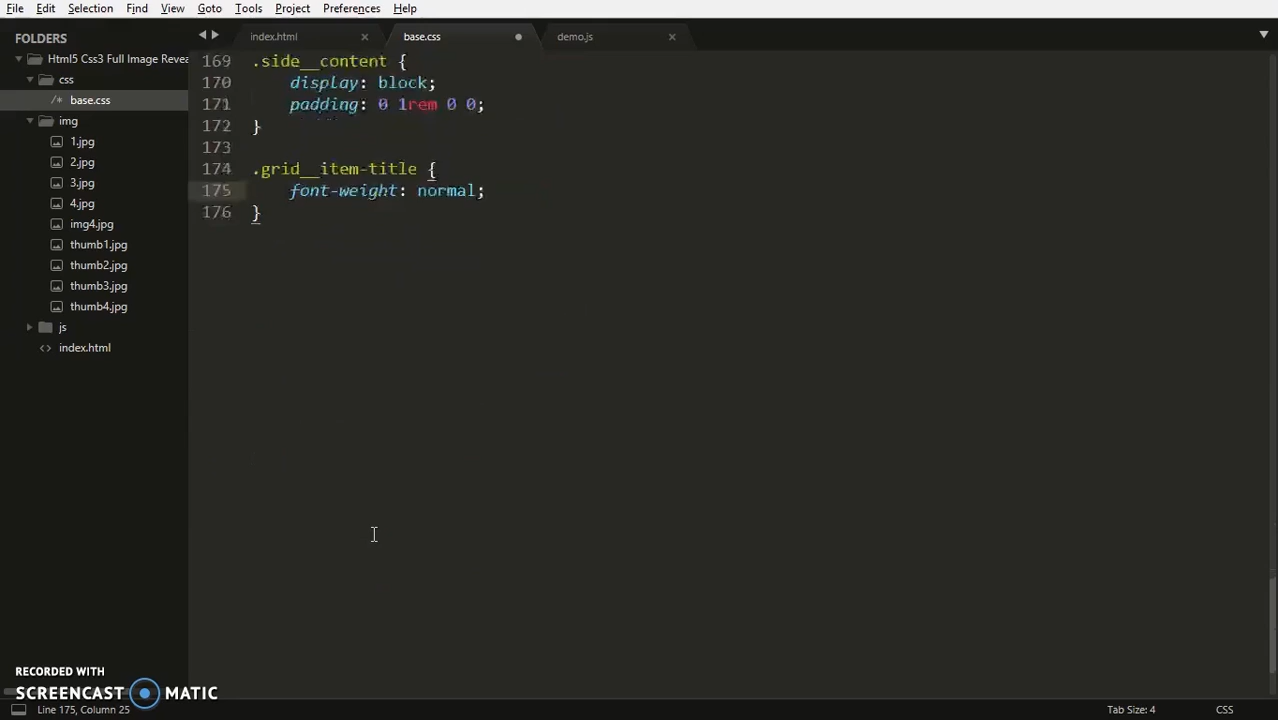 File Edit Selection View Goto Tools Project Preferences Help
FOLDERS
Html5 Css3 Full Image Revea
css
/* base.css
img
1.jpg
2.jpg
3.jpg
4.jpg
img4.jpg
thumb1.jpg
thumb2.jpg
thumb3.jpg
thumb4.jpg
js
<> index.html
index.html × base.css demo.js ×
169 .side__content {
170 display: block;
171 padding: 0 1rem 0 0;
172 }
173
174 .grid__item-title {
175 font-weight: normal;
176 }
RECORDED WITH
SCREENCAST MATIC
Line 175, Column 25 Tab Size: 4 CSS